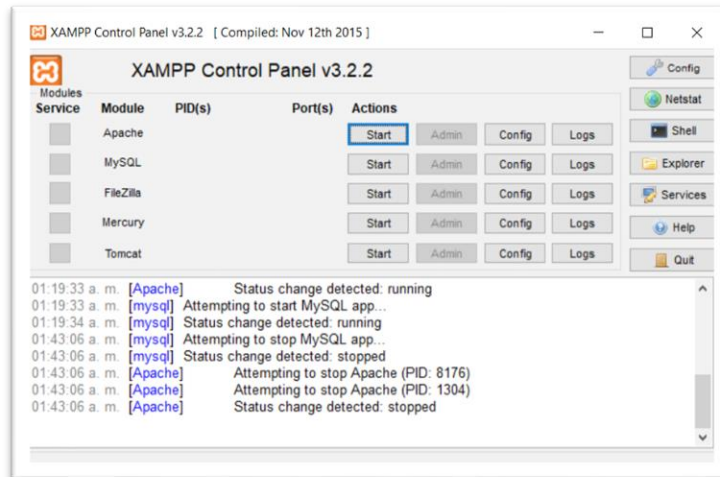 XAMPP Control Panel v3.2.2 [ Compiled: Nov 12th 2015 ]
XAMPP Control Panel v3.2.2
Config
Modules
Service Module PID(s) Port(s) Actions
Netstat
Apache Start Admin Config Logs
Shell
MySQL Start Admin Config Logs
Explorer
FileZilla Start Admin Config Logs
Services
Mercury Start Admin Config Logs
Help
Tomcat Start Admin Config Logs
Quit
01:19:33 a. m. [Apache] Status change detected: running
01:19:33 a. m. [mysql] Attempting to start MySQL app...
01:19:34 a. m. [mysql] Status change detected: running
01:43:06 a. m. [mysql] Attempting to stop MySQL app...
01:43:06 a. m. [mysql] Status change detected: stopped
01:43:06 a. m. [Apache] Attempting to stop Apache (PID: 8176)
01:43:06 a. m. [Apache] Attempting to stop Apache (PID: 1304)
01:43:06 a. m. [Apache] Status change detected: stopped